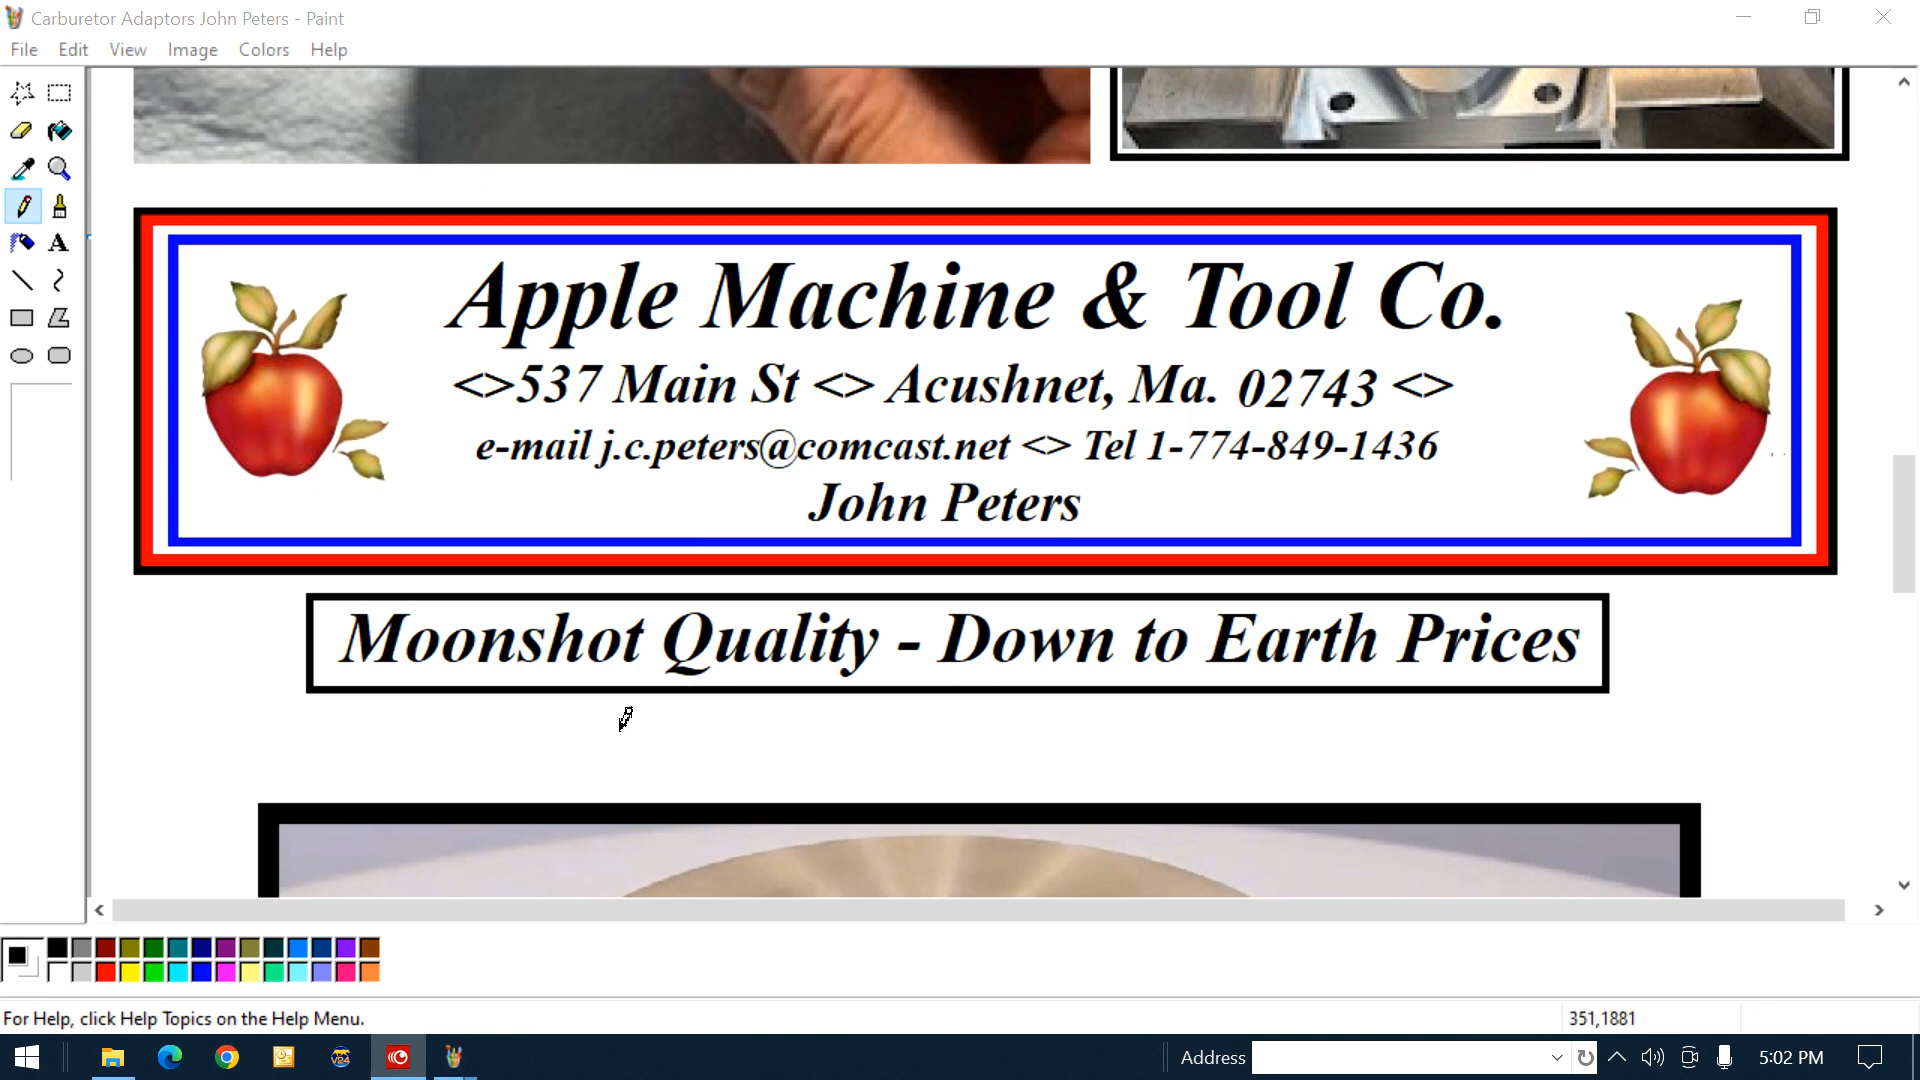 Carburetor Adaptors John Peters - Paint
File Edit View Image Colors Help
Apple Machine & Tool Co.
<>537 Main St <> Acushnet, Ma. 02743 <>
e-mail j.c.peters@comcast.net <> Tel 1-774-849-1436
John Peters
Moonshot Quality - Down to Earth Prices
For Help, click Help Topics on the Help Menu.
351,1881
V24
Address
5:02 PM